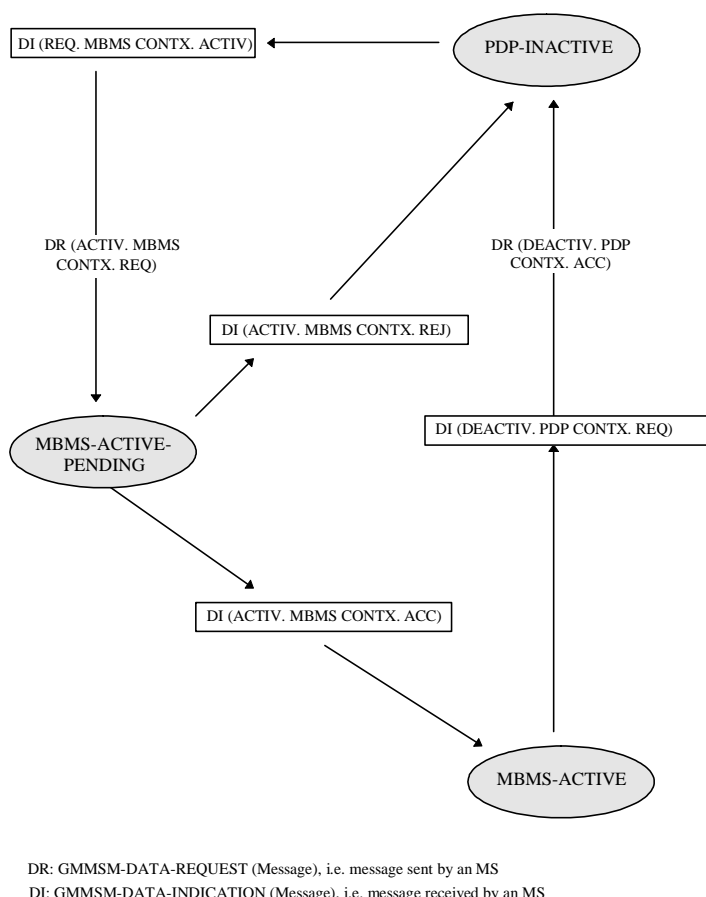 DI (REQ. MBMS CONTX. ACTIV)
PDP-INACTIVE
DR (ACTIV. MBMS
CONTX. REQ)
DR (DEACTIV. PDP
CONTX. ACC)
DI (ACTIV. MBMS CONTX. REJ)
MBMS-ACTIVE-
PENDING
DI (DEACTIV. PDP CONTX. REQ)
DI (ACTIV. MBMS CONTX. ACC)
MBMS-ACTIVE
DR: GMMSM-DATA-REQUEST (Message), i.e. message sent by an MS
DI: GMMSM-DATA-INDICATION (Message), i.e. message received by an MS